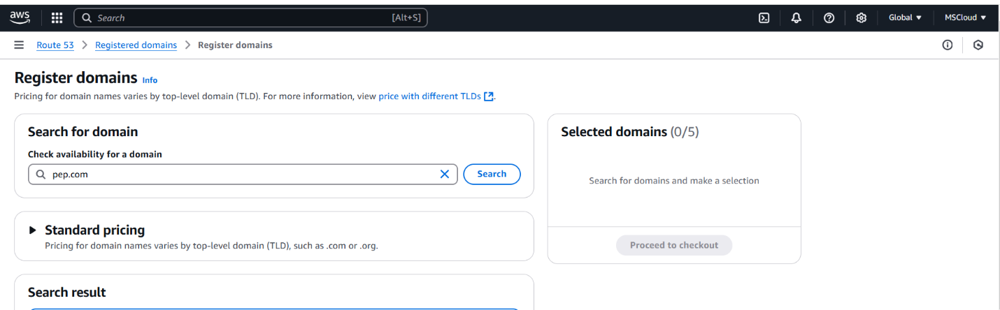 aws Search [Alt+S] Global MSCloud
Route 53 Registered domains Register domains
Register domains Info
Pricing for domain names varies by top-level domain (TLD). For more information, view price with different TLDs.
Search for domain
Check availability for a domain
pep.com Search
Standard pricing
Pricing for domain names varies by top-level domain (TLD), such as .com or .org.
Search result
Selected domains (0/5)
Search for domains and make a selection
Proceed to checkout